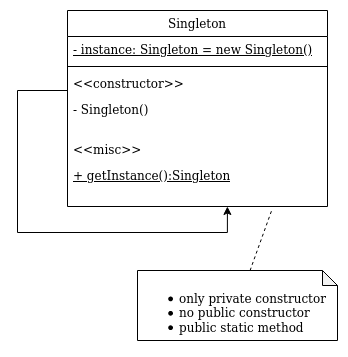 Singleton
- instance: Singleton = new Singleton()
<<constructor>>
- Singleton()
<<misc>>
+ getInstance():Singleton
• only private constructor
• no public constructor
• public static method